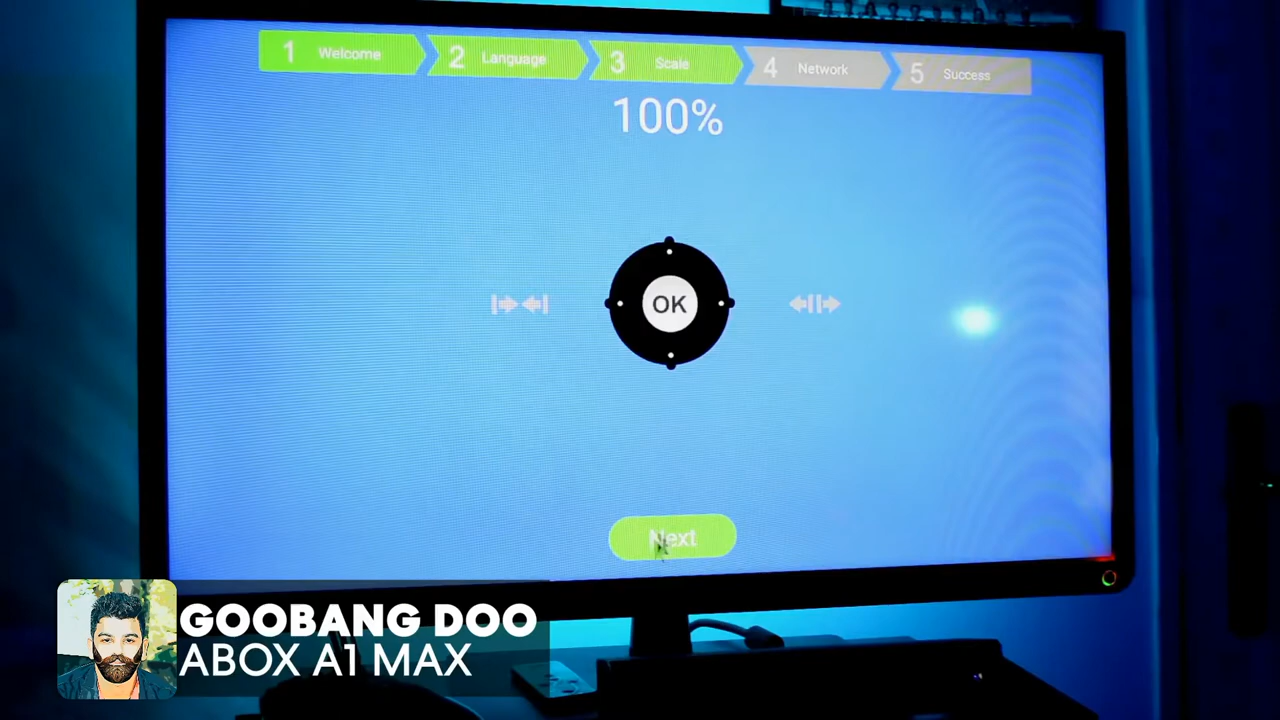 1 Welcome 2 Language 3 Scale 4 Network 5 Success
100%
OK
Next
GOOBANG DOO
ABOX A1 MAX